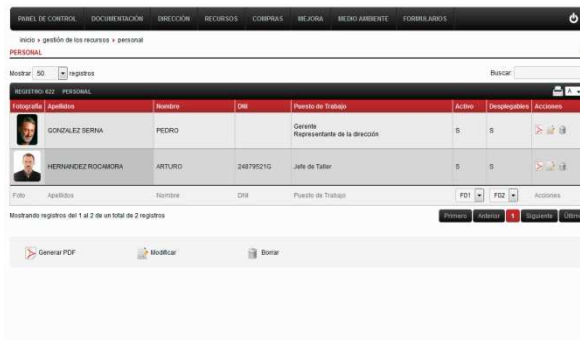 PANEL DE CONTROL DOCUMENTACIÓN DIRECCIÓN RECURSOS COMPRAS MEJORA MEDIO AMBIENTE FORMULARIOS
inicio » gestión de los recursos » personal
PERSONAL
Mostrar 50 registros Buscar:
REGISTRO: 622 PERSONAL A
Fotografía Apellidos Nombre DNI Puesto de Trabajo Activo Desplegables Acciones
GONZALEZ SERNA PEDRO Gerente S S
Representante de la dirección
HERNANDEZ ROCAMORA ARTURO 24879521G Jefe de Taller S S
Foto Apellidos Nombre DNI Puesto de Trabajo F01 F02 Acciones
Mostrando registros del 1 al 2 de un total de 2 registros Primero Anterior 1 Siguiente Último
Generar PDF Modificar Borrar